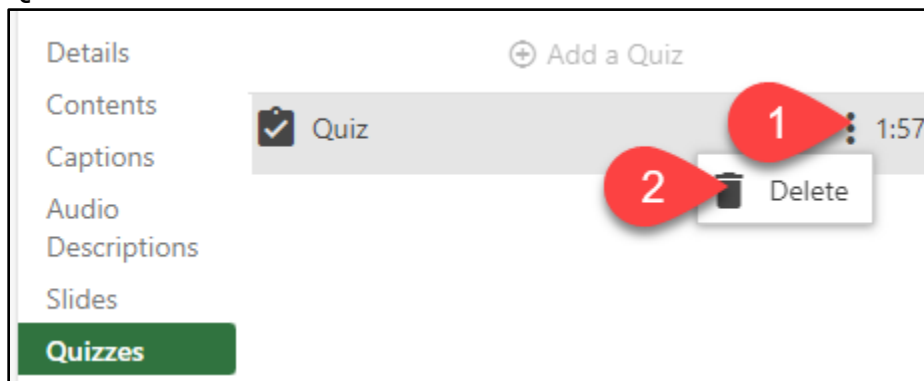 Details
Add a Quiz
Contents
Quiz
1
1:57
Captions
2
Delete
Audio
Descriptions
Slides
Quizzes